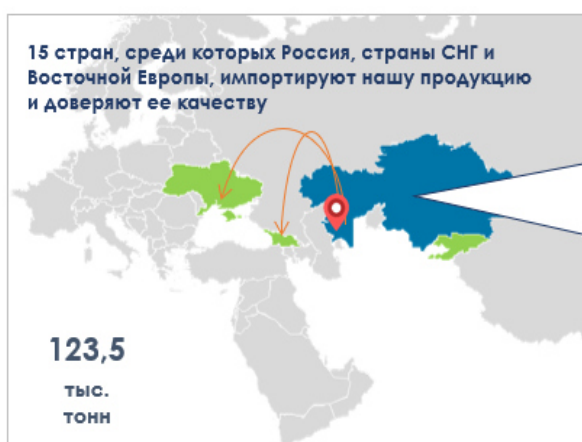 15 стран, среди которых Россия, страны СНГ и
Восточной Европы, импортируют нашу продукцию
и доверяют ее качеству
123,5
тыс.
тонн